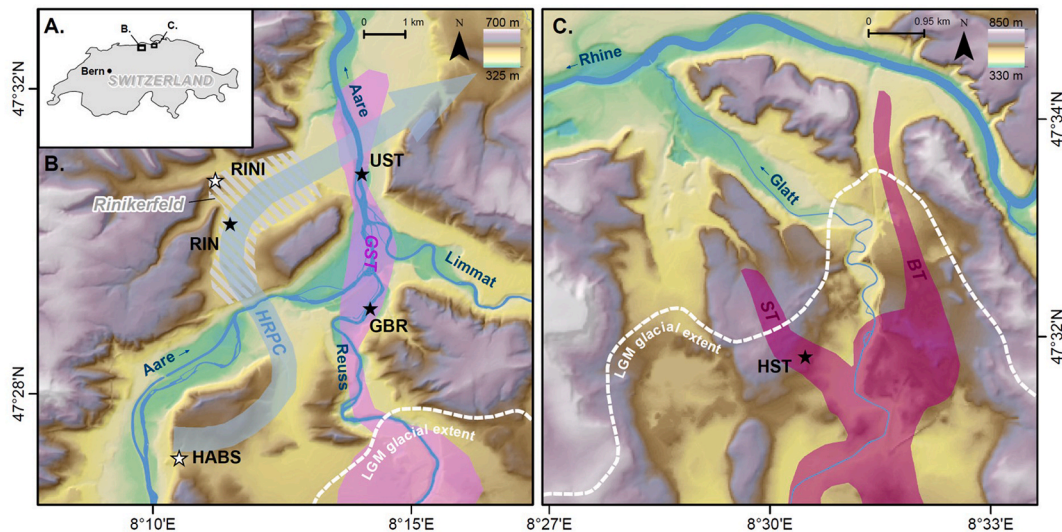 A.
B.
C.
Bern
SWITZERLAND
0 1 km
N
700 m
325 m
47°32'N
47°28'N
B.
Aare
UST
RINI
Rinikerfeld
RIN
GST
Limmat
HRPC
GBR
Aare
Reuss
LGM glacial extent
HABS
8°10'E
8°15'E
C.
0 0.95 km
N
850 m
330 m
Rhine
47°34'N
Glatt
BT
ST
LGM glacial extent
HST
47°32'N
8°27'E
8°30'E
8°33'E